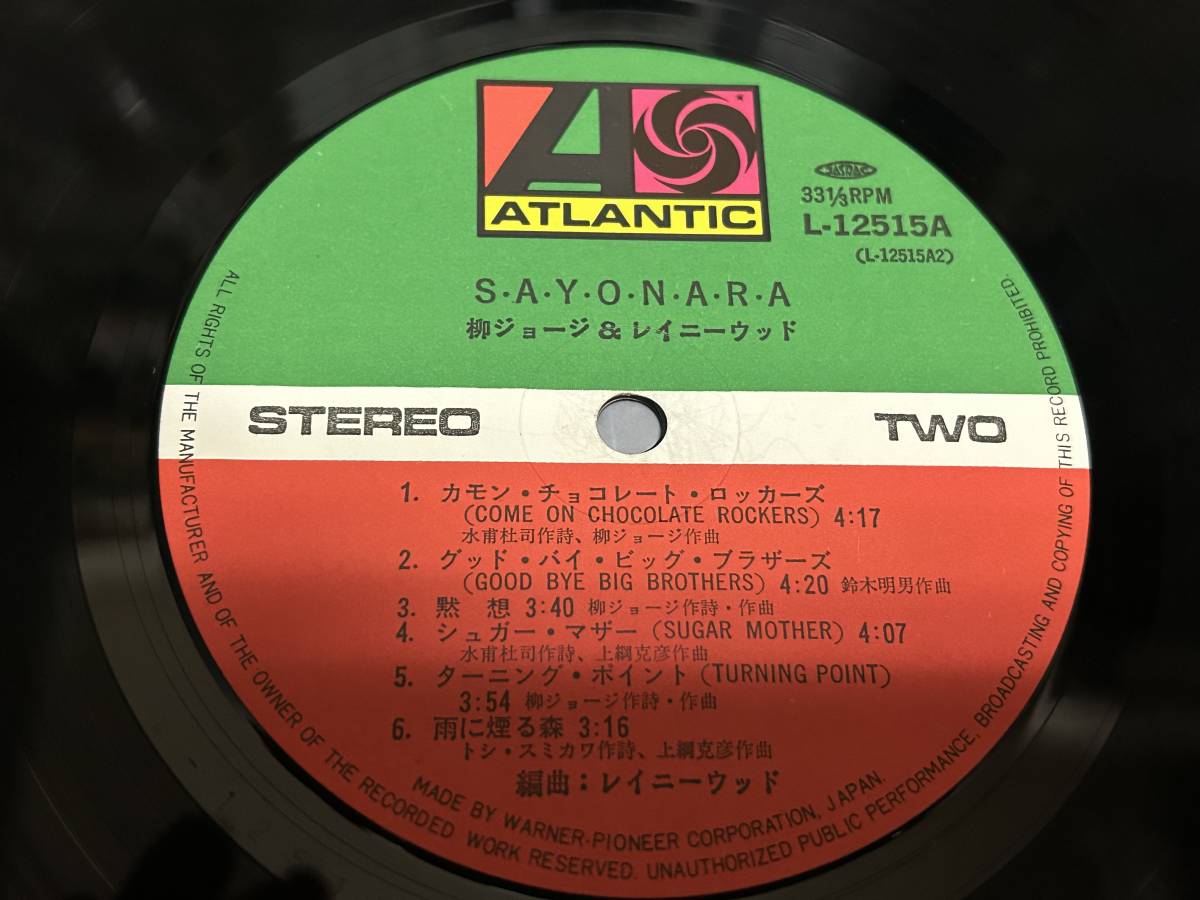 ATLANTIC
JASRAC
33⅓RPM
L-12515A
(L-12515A2)
S·A·Y·O·N·A·R·A
柳ジョージ&レイニーウッド
STEREO
TWO
1. カモン・チョコレート・ロッカーズ
(COME ON CHOCOLATE ROCKERS) 4:17
水甫杜司作詩、柳ジョージ作曲
2. グッド・バイ・ビッグ・ブラザーズ
(GOOD BYE BIG BROTHERS) 4:20 鈴木明男作曲
3. 黙 想 3:40 柳ジョージ作詩・作曲
4. シュガー・マザー (SUGAR MOTHER) 4:07
水甫杜司作詩、上綱克彦作曲
5. ターニング・ポイント (TURNING POINT)
3:54 柳ジョージ作詩・作曲
6. 雨に煙る森 3:16
トシ・スミカワ作詩、上綱克彦作曲
編曲:レイニーウッド
MADE BY WARNER-PIONEER CORPORATION, JAPAN.
ALL RIGHTS OF THE MANUFACTURER AND OF THE OWNER OF THE RECORDED WORK RESERVED. UNAUTHORIZED PUBLIC PERFORMANCE, BROADCASTING AND COPYING OF THIS RECORD PROHIBITED.